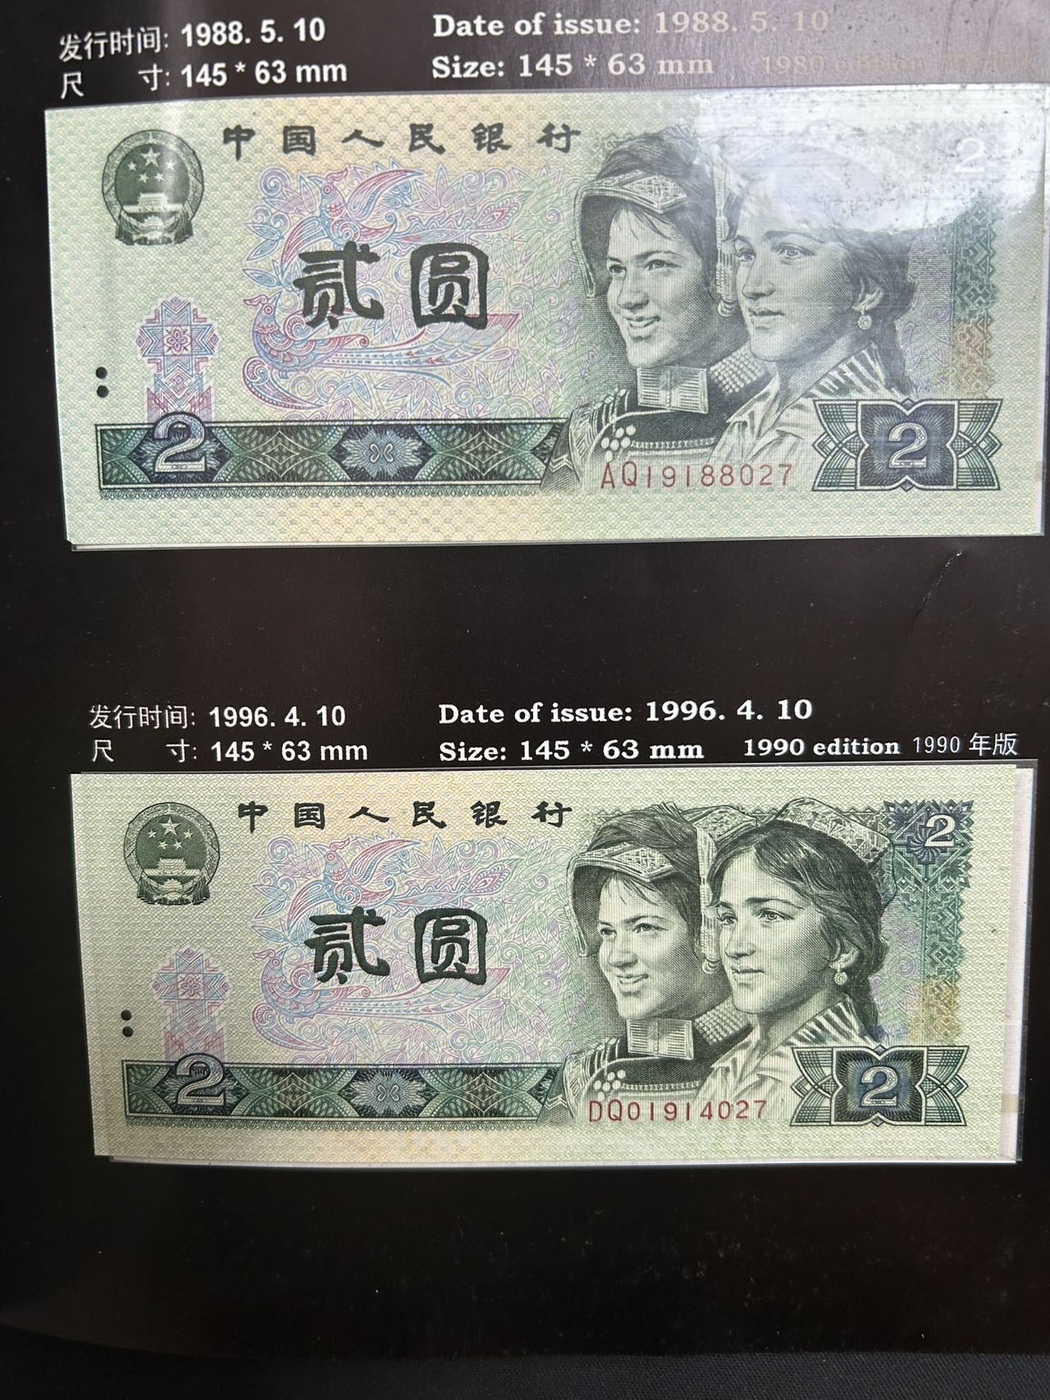 发行时间: 1988. 5. 10 Date of issue: 1988. 5. 10
尺 寸: 145 * 63 mm Size: 145 * 63 mm 1980 edition
中国人民银行
2
贰圆
2
AQ19188027
2
发行时间: 1996. 4. 10 Date of issue: 1996. 4. 10
尺 寸: 145 * 63 mm Size: 145 * 63 mm 1990 edition 1990 年版
中国人民银行
2
贰圆
2
DQ01914027
2